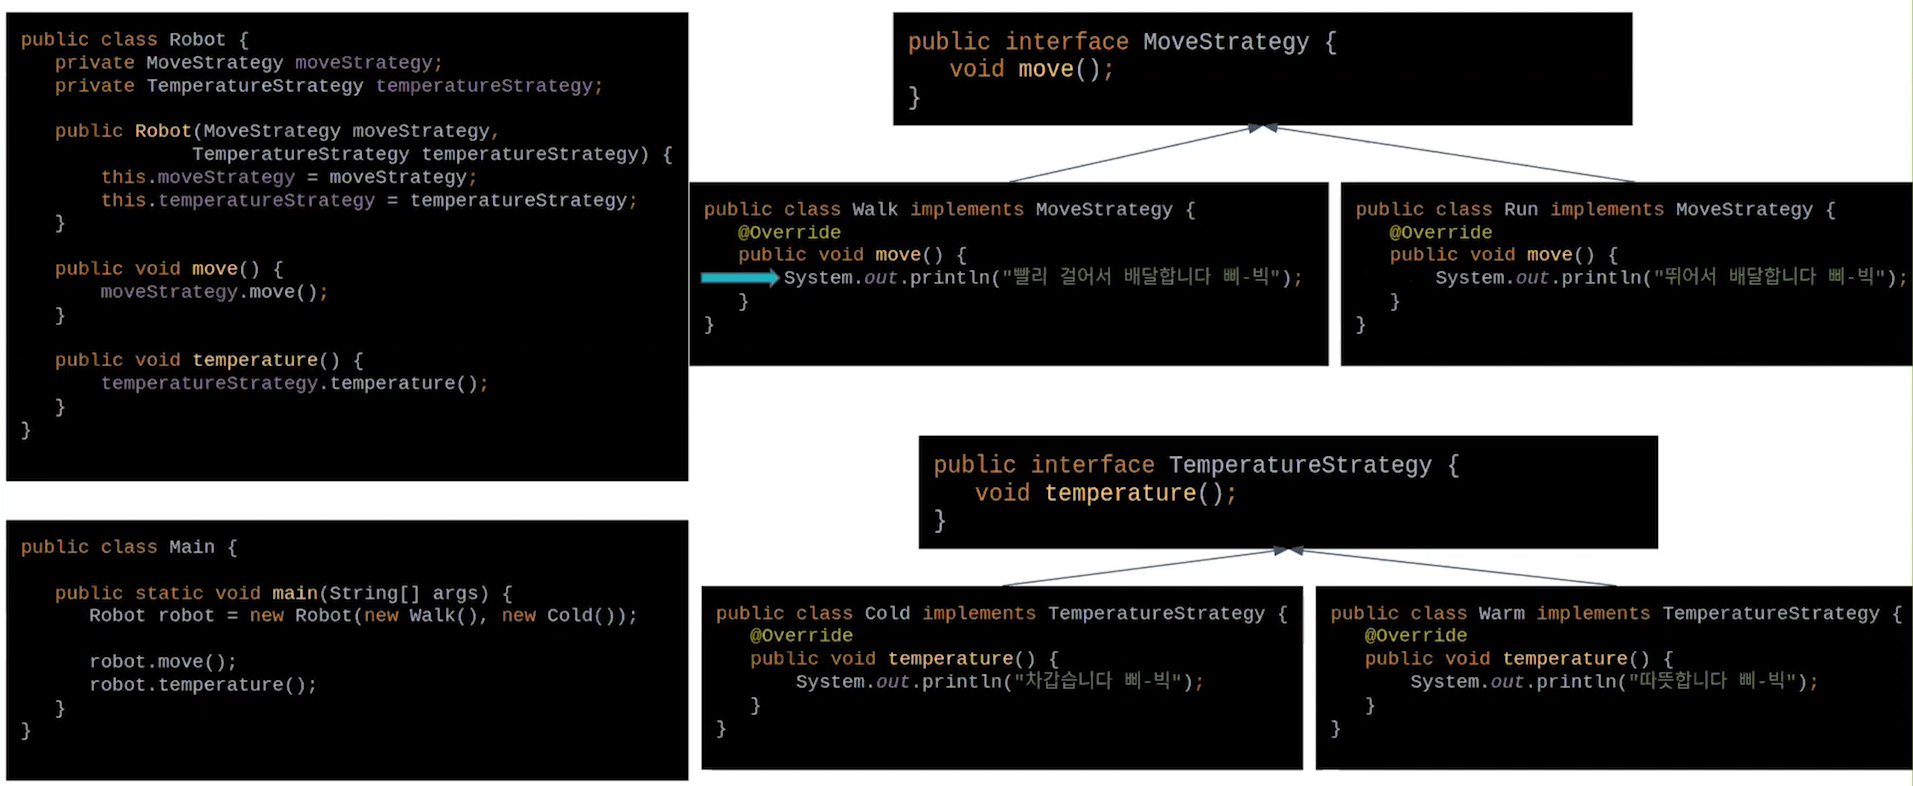 public class Robot {
private MoveStrategy moveStrategy;
private TemperatureStrategy temperatureStrategy;
public Robot(MoveStrategy moveStrategy,
TemperatureStrategy temperatureStrategy) {
this.moveStrategy = moveStrategy;
this.temperatureStrategy = temperatureStrategy;
}
public void move() {
moveStrategy.move();
}
public void temperature() {
temperatureStrategy.temperature();
}
}
public class Main {
public static void main(String[] args) {
Robot robot = new Robot(new Walk(), new Cold());
robot.move();
robot.temperature();
}
}
public interface MoveStrategy {
void move();
}
public class Walk implements MoveStrategy {
@Override
public void move() {
System.out.println("빨리 걸어서 배달합니다 삐-빅");
}
}
public class Run implements MoveStrategy {
@Override
public void move() {
System.out.println("뛰어서 배달합니다 삐-빅");
}
}
public interface TemperatureStrategy {
void temperature();
}
public class Cold implements TemperatureStrategy {
@Override
public void temperature() {
System.out.println("차갑습니다 삐-빅");
}
}
public class Warm implements TemperatureStrategy {
@Override
public void temperature() {
System.out.println("따뜻합니다 삐-빅");
}
}